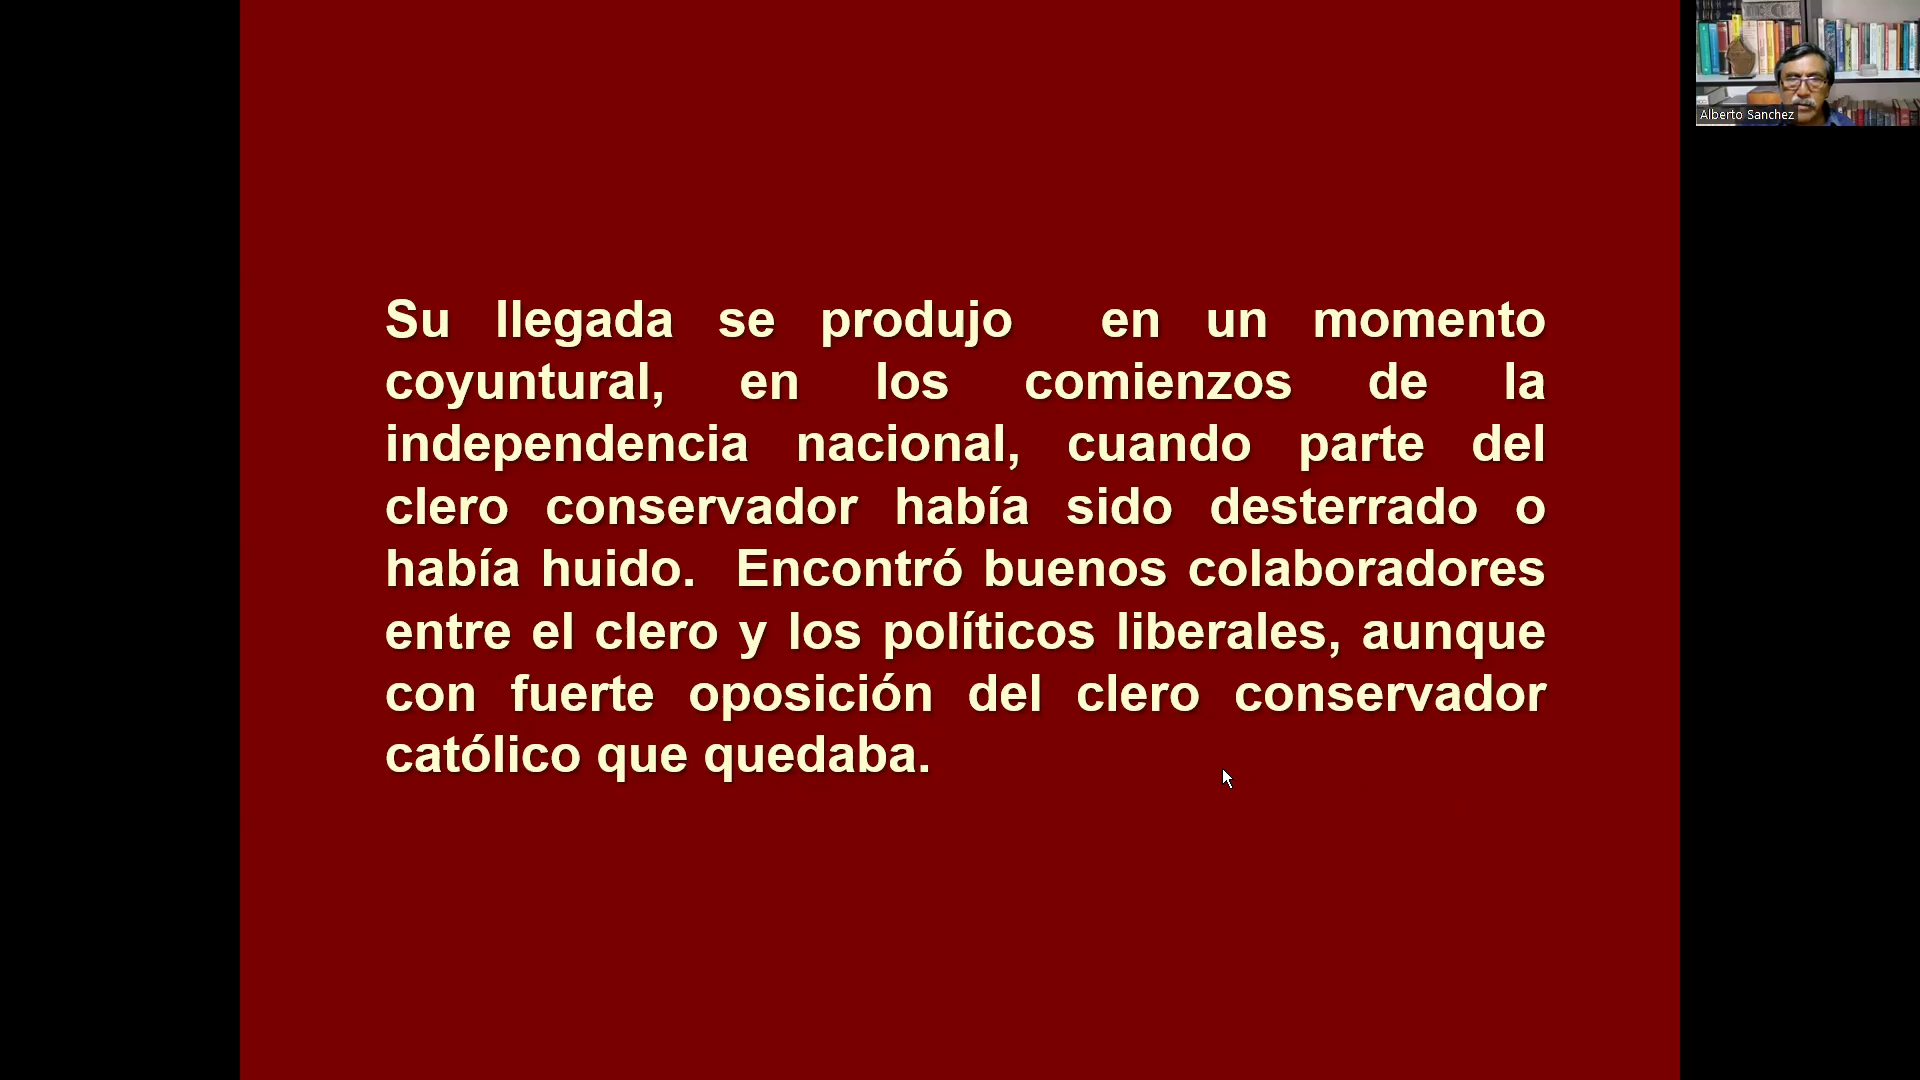 Su llegada se produjo en un momento
coyuntural, en los comienzos de la
independencia nacional, cuando parte del
clero conservador había sido desterrado o
había huido. Encontró buenos colaboradores
entre el clero y los políticos liberales, aunque
con fuerte oposición del clero conservador
católico que quedaba.
Alberto Sanchez